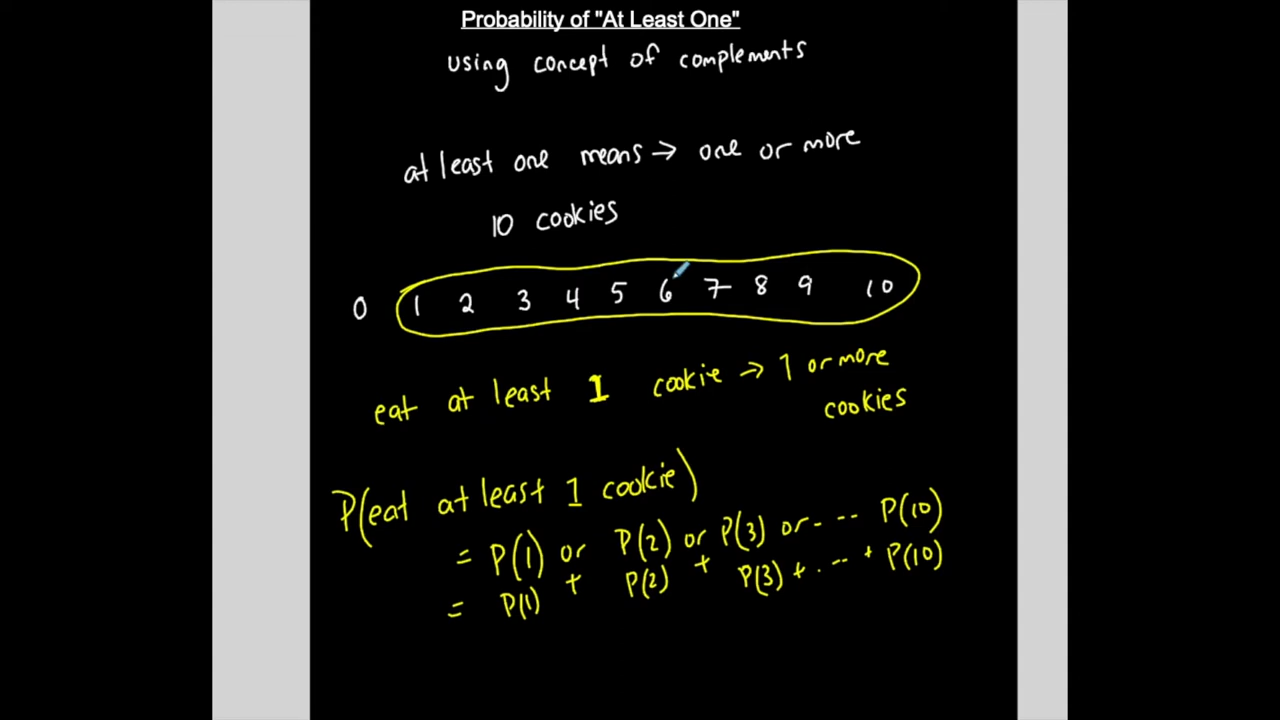 Probability of "At Least One"
using concept of complements
at least one means → one or more
10 cookies
0 1 2 3 4 5 6 7 8 9 10
eat at least 1 cookie → 1 or more
cookies
P(eat at least 1 cookie)
= P(1) or P(2) or P(3) or - -- P(10)
= P(1) + P(2) + P(3) + . -- + P(10)